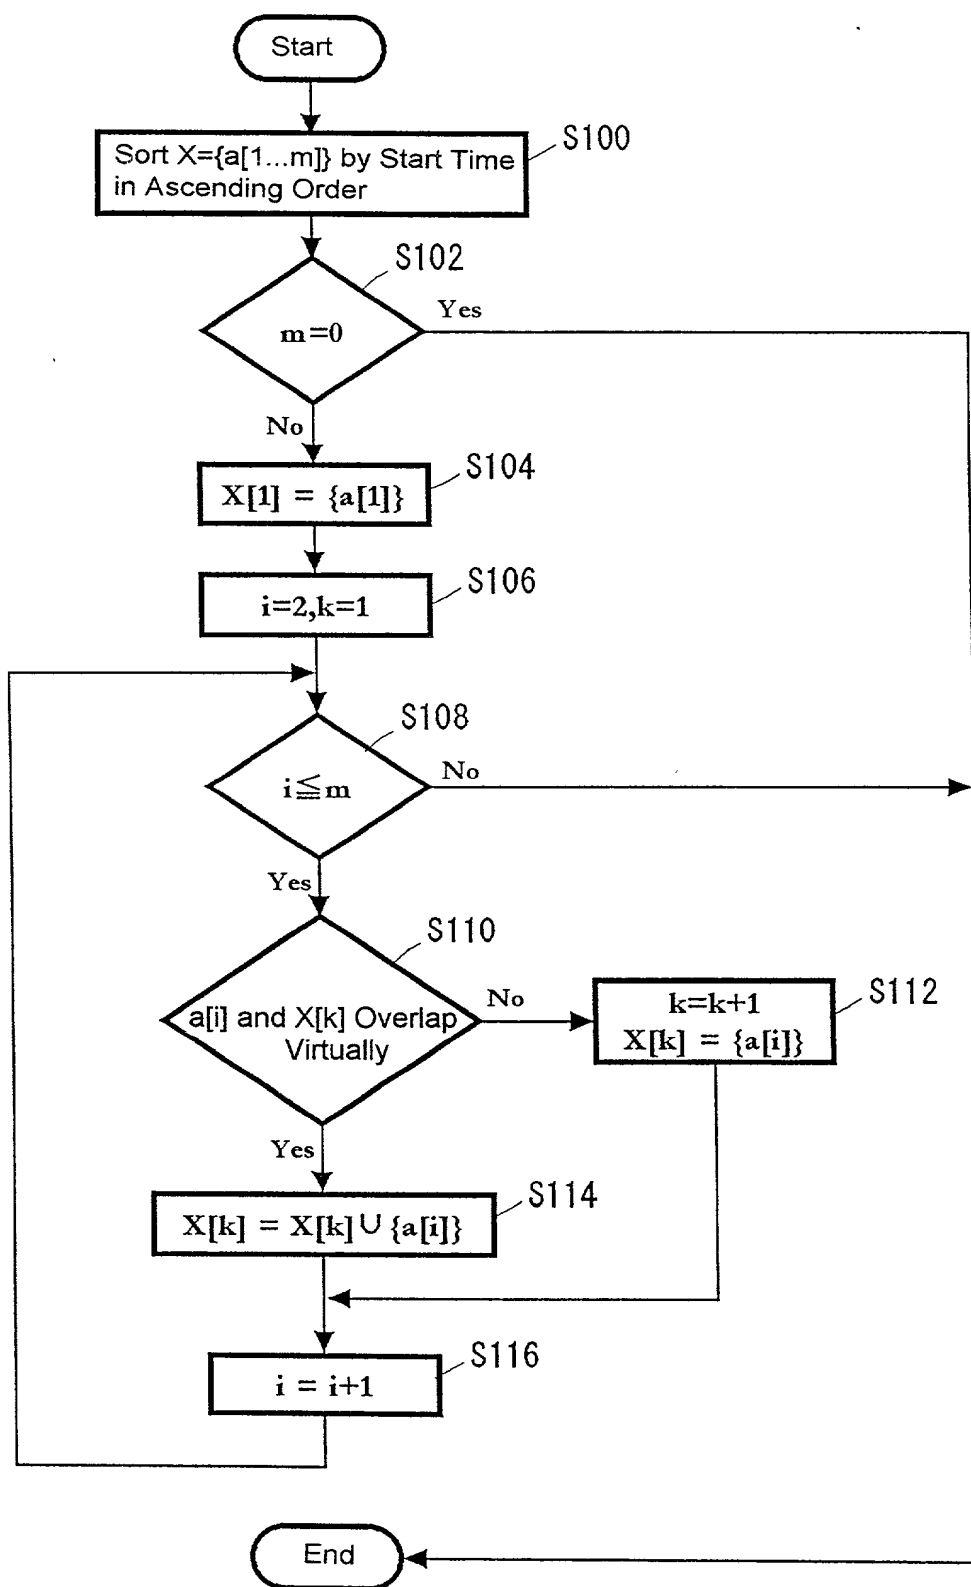 Start
S100
Sort X={a[1...m]} by Start Time
in Ascending Order
S102
m=0
Yes
No
S104
X[1] = {a[1]}
S106
i=2,k=1
S108
i≦m
No
Yes
S110
a[i] and X[k] Overlap
Virtually
No
S112
k=k+1
X[k] = {a[i]}
Yes
S114
X[k] = X[k]∪{a[i]}
S116
i = i+1
End